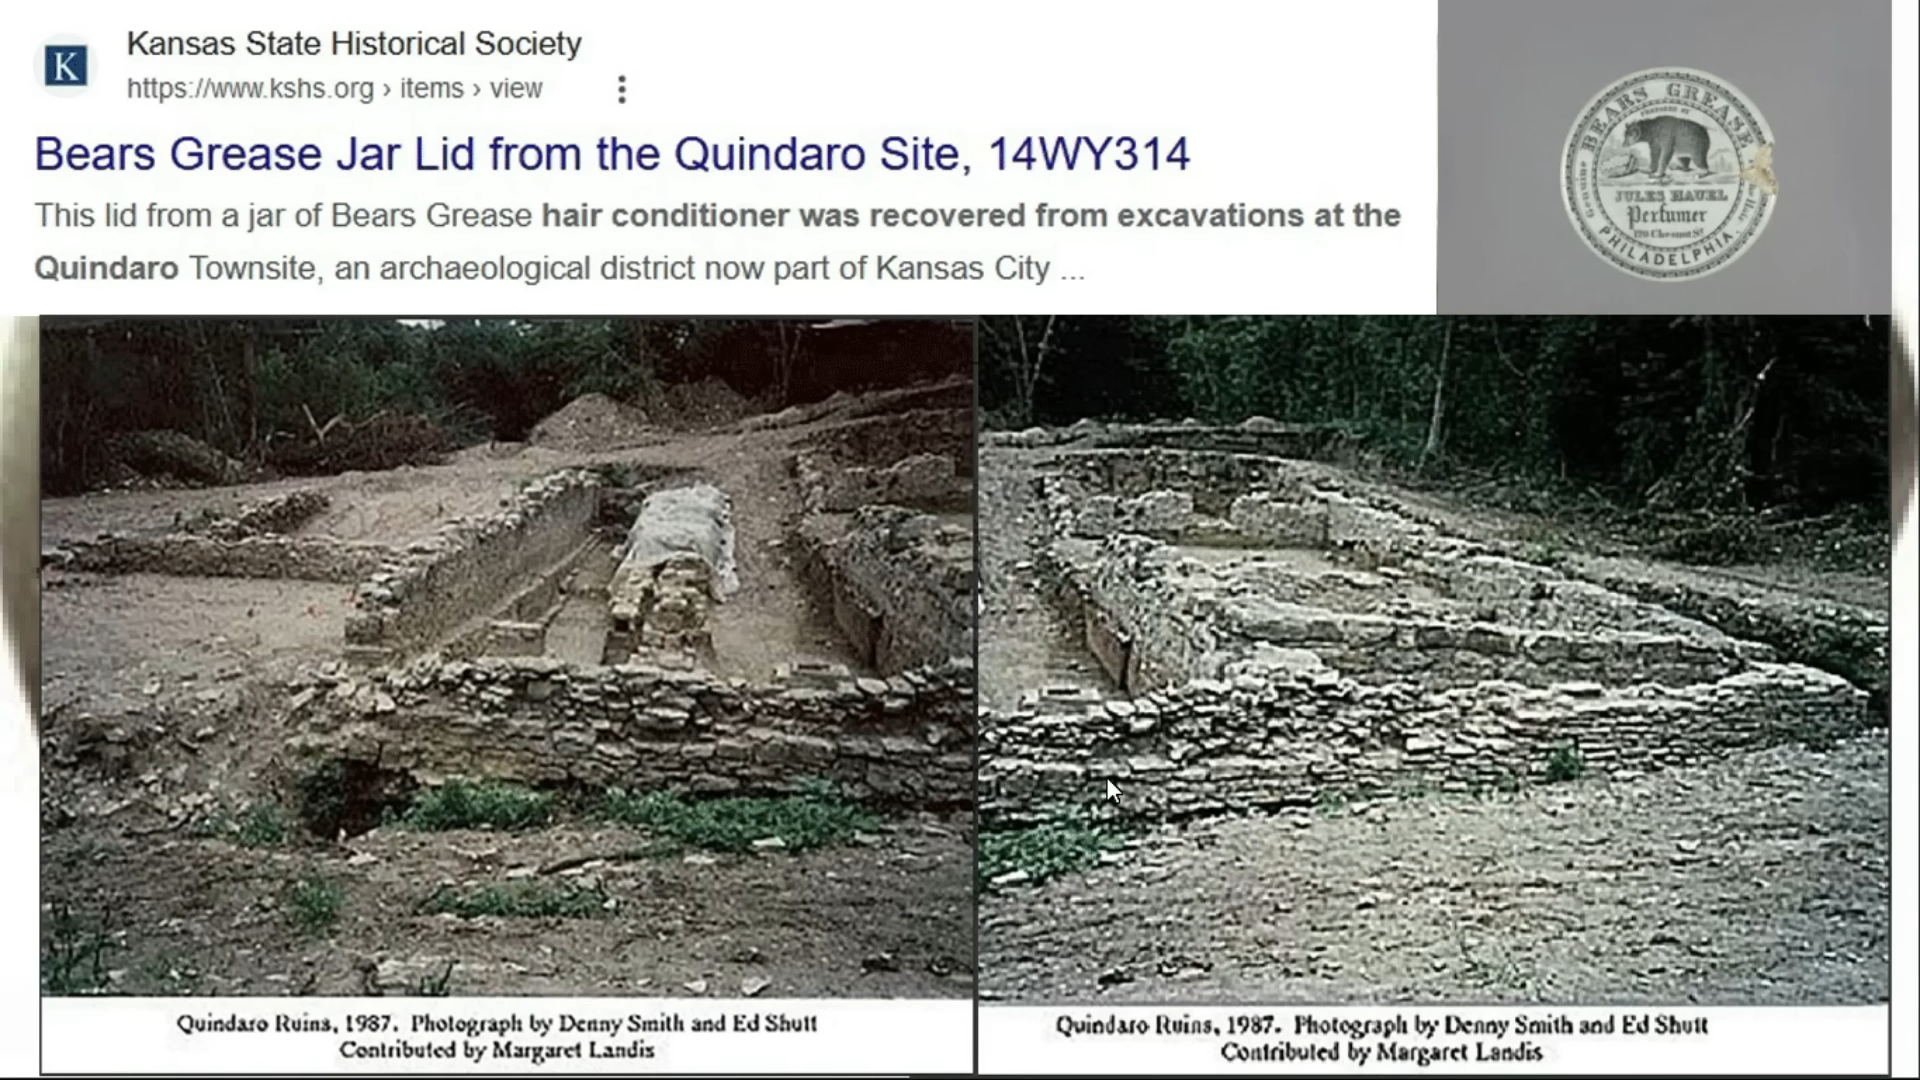 K
Kansas State Historical Society
https://www.kshs.org › items › view
Bears Grease Jar Lid from the Quindaro Site, 14WY314
This lid from a jar of Bears Grease hair conditioner was recovered from excavations at the
Quindaro Townsite, an archaeological district now part of Kansas City ...
BEARS GREASE
JULES HAUEL
Perfumer
120 Chesnut St
PHILADELPHIA
Quindaro Ruins, 1987. Photograph by Denny Smith and Ed Shutt
Contributed by Margaret Landis
Quindaro Ruins, 1987. Photograph by Denny Smith and Ed Shutt
Contributed by Margaret Landis